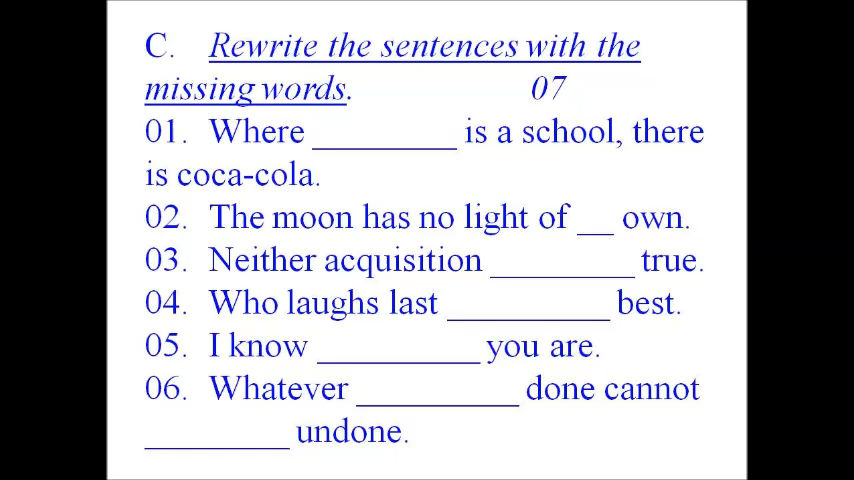 C. Rewrite the sentences with the
missing words. 07
01. Where _________ is a school, there
is coca-cola.
02. The moon has no light of __ own.
03. Neither acquisition _________ true.
04. Who laughs last __________ best.
05. I know __________ you are.
06. Whatever __________ done cannot
_________ undone.